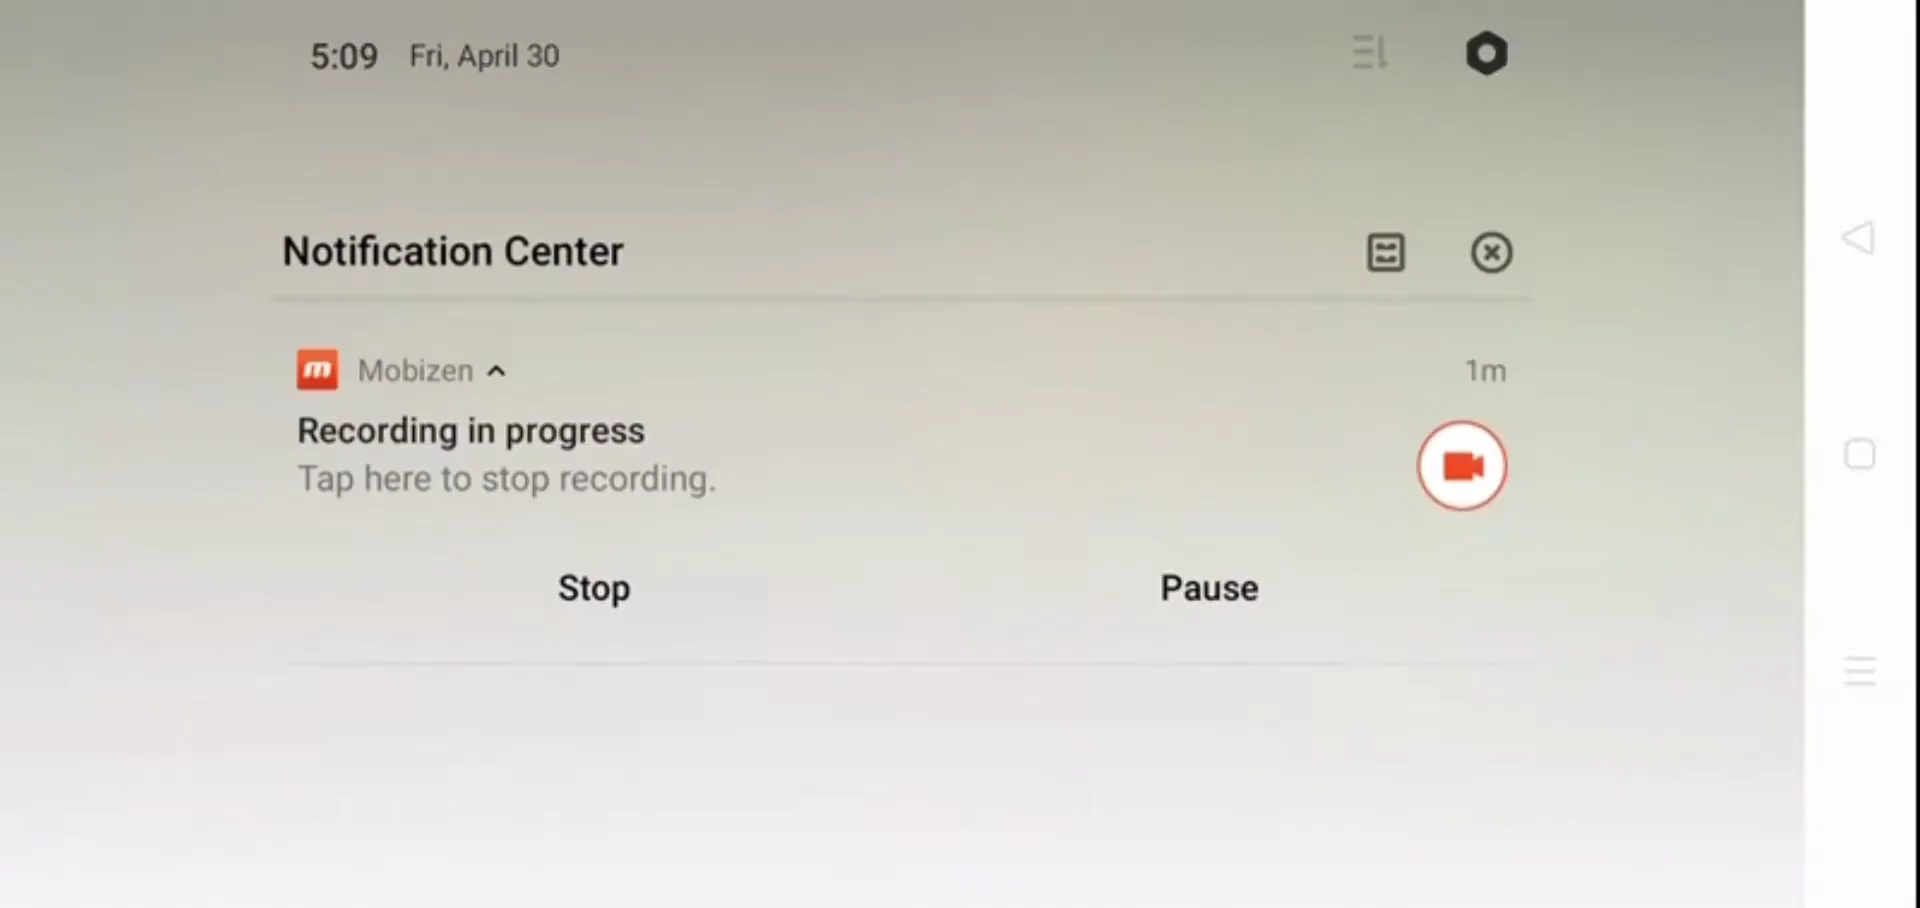 5:09 Fri, April 30
Notification Center
m Mobizen 1m
Recording in progress
Tap here to stop recording.
Stop Pause